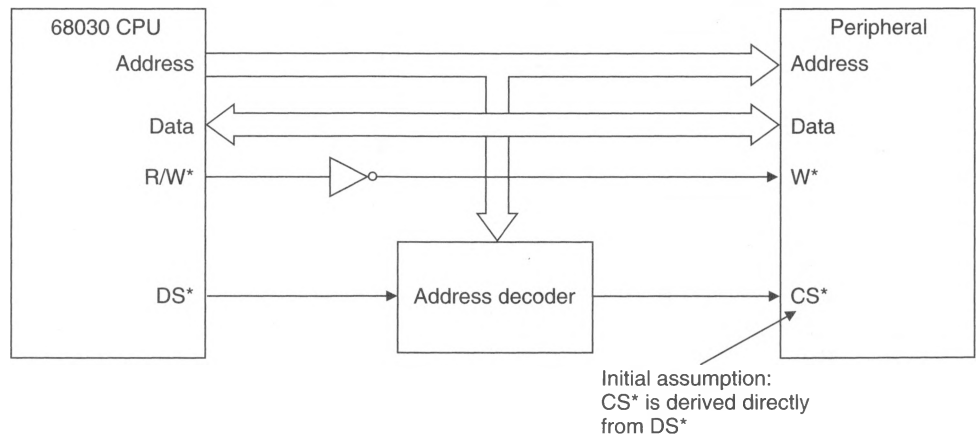 68030 CPU
Peripheral
Address
Address
Data
Data
R/W*
W*
DS*
Address decoder
CS*
Initial assumption:
CS* is derived directly
from DS*